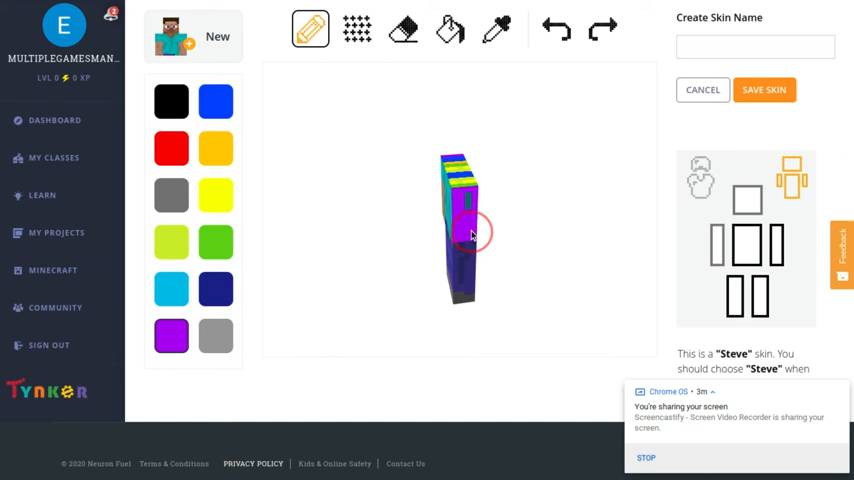 E
2
MULTIPLEGAMESMAN...
LVL 0 ⚡ 0 XP
DASHBOARD
MY CLASSES
LEARN
MY PROJECTS
MINECRAFT
COMMUNITY
SIGN OUT
TYNKER
New
Create Skin Name
CANCEL
SAVE SKIN
Feedback
This is a "Steve" skin. You
should choose "Steve" when
Chrome OS • 3m
You're sharing your screen
Screencastify - Screen Video Recorder is sharing your
screen.
STOP
© 2020 Neuron Fuel
Terms & Conditions
PRIVACY POLICY
Kids & Online Safety
Contact Us